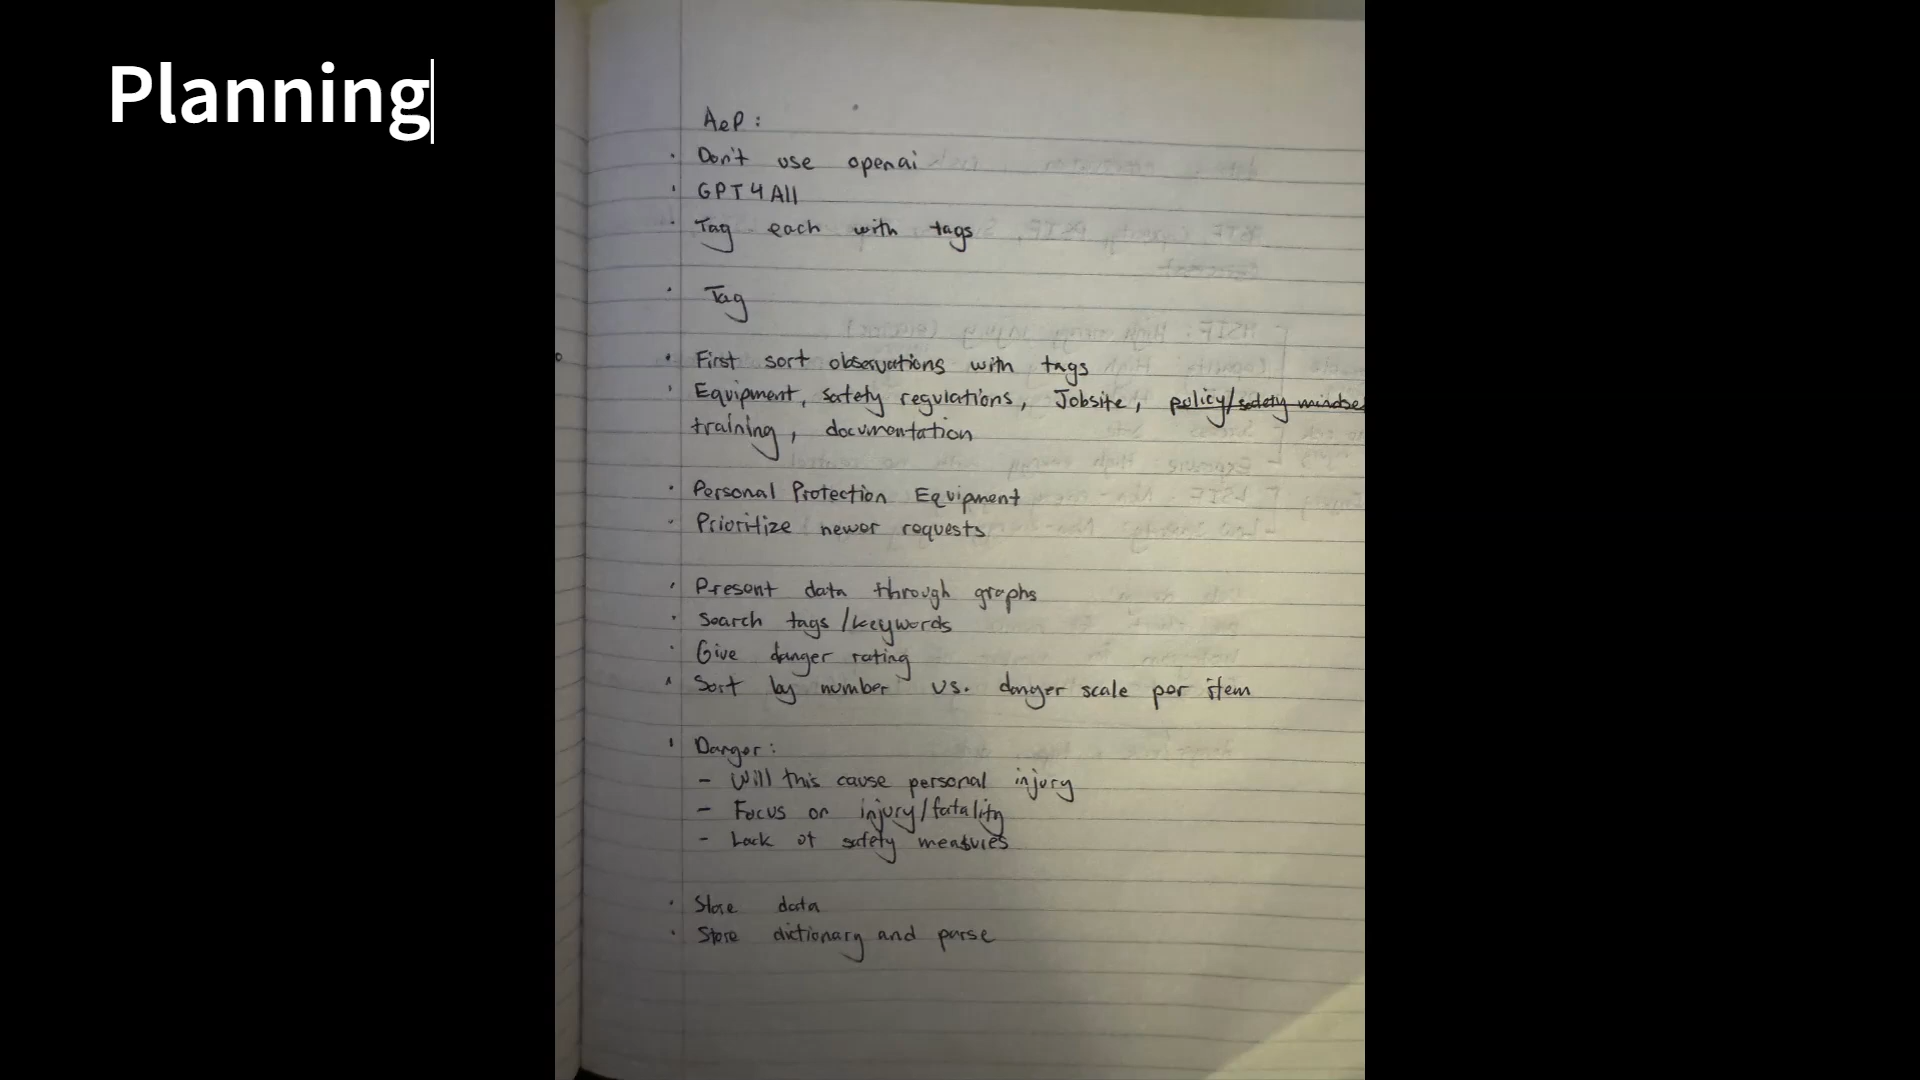 Planning
AeP:
· Don't use openai
· GPT4All
· Tag each with tags
· Tag
· First sort observations with tags
· Equipment, safety regulations, Jobsite, policy/safety
training, documentation
· Personal Protection Equipment
· Prioritize newer requests
· Present data through graphs
· Search tags/keywords
· Give danger rating
· Sort by number vs. danger scale per item
· Danger:
- Will this cause personal injury
- Focus on injury/fatality
- Lack of safety measures
· Store data
· Store dictionary and parse